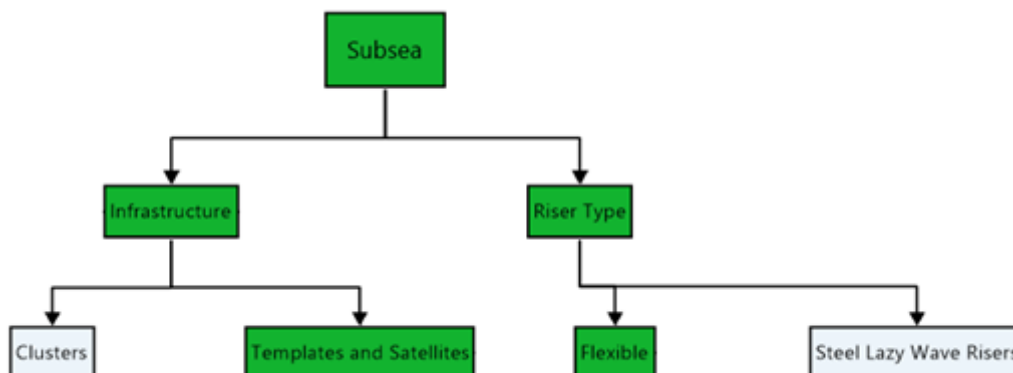 Subsea
Infrastructure
Riser Type
Clusters
Templates and Satellites
Flexible
Steel Lazy Wave Risers